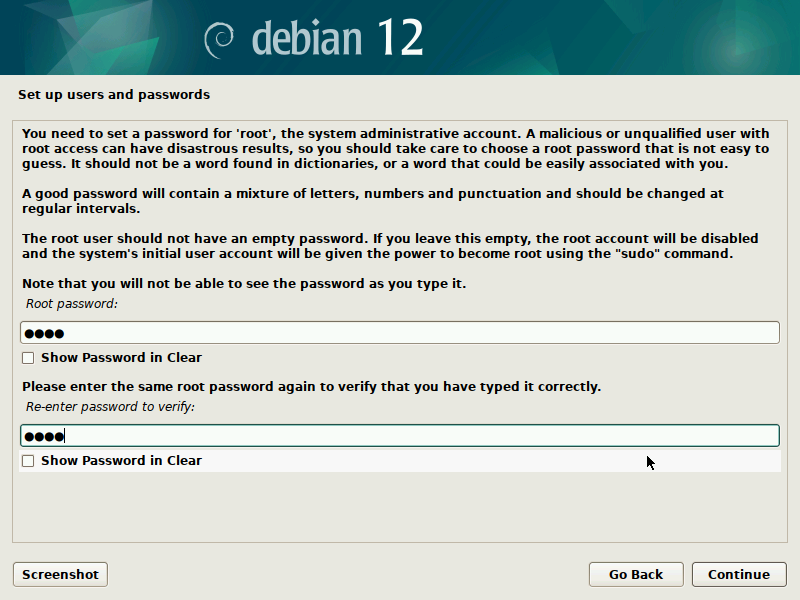 debian 12
Set up users and passwords
You need to set a password for 'root', the system administrative account. A malicious or unqualified user with
root access can have disastrous results, so you should take care to choose a root password that is not easy to
guess. It should not be a word found in dictionaries, or a word that could be easily associated with you.
A good password will contain a mixture of letters, numbers and punctuation and should be changed at
regular intervals.
The root user should not have an empty password. If you leave this empty, the root account will be disabled
and the system's initial user account will be given the power to become root using the "sudo" command.
Note that you will not be able to see the password as you type it.
Root password:
●●●●
Show Password in Clear
Please enter the same root password again to verify that you have typed it correctly.
Re-enter password to verify:
●●●●
Show Password in Clear
Screenshot
Go Back
Continue